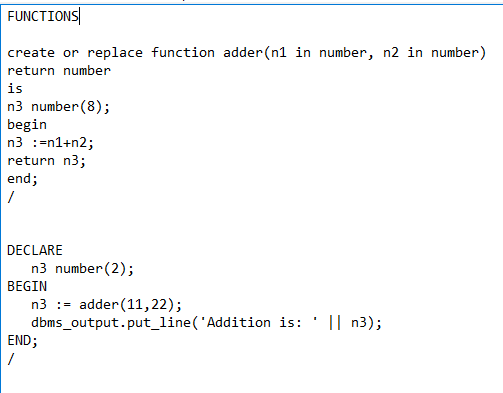 FUNCTIONS
create or replace function adder(n1 in number, n2 in number)
return number
is
n3 number(8);
begin
n3 :=n1+n2;
return n3;
end;
/
DECLARE
n3 number(2);
BEGIN
n3 := adder(11,22);
dbms_output.put_line('Addition is: ' || n3);
END;
/